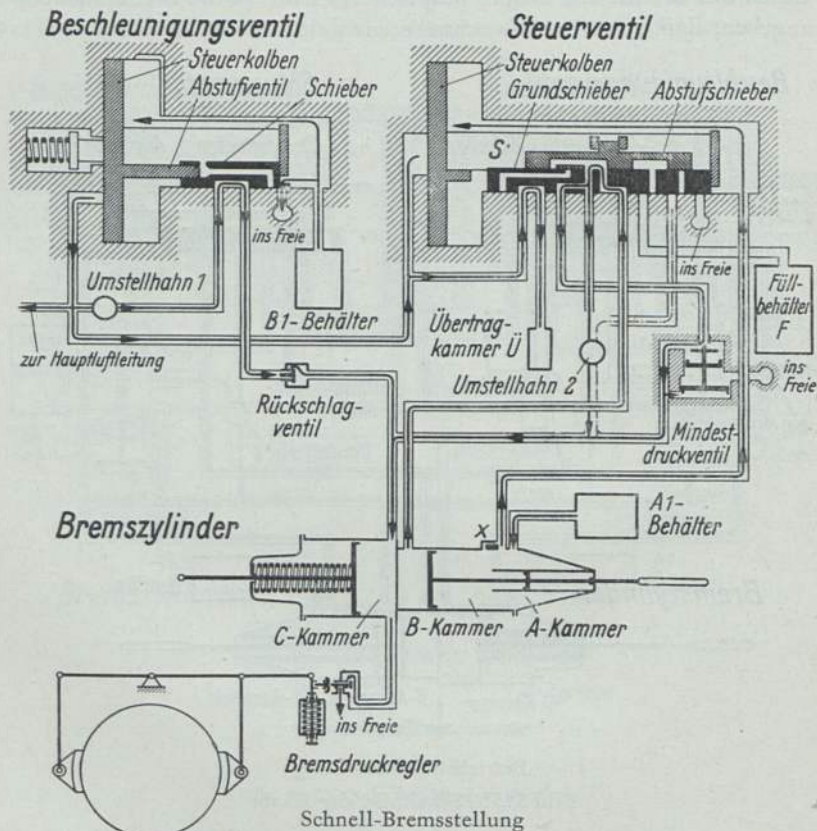 Beschleunigungsventil
Steuerkolben
Abstufventil
Schieber
Steuerventil
Steuerkolben
Grundschieber
Abstufschieber
S
ins Freie
ins Freie
Umstellhahn 1
B1-Behälter
zur Hauptluftleitung
Übertrag-
kammer Ü
Umstellhahn 2
Füll-
behälter
F
ins
Freie
Rückschlag-
ventil
Mindest-
druckventil
A1-
Behälter
Bremszylinder
x
C-Kammer
B-Kammer
A-Kammer
ins Freie
Bremsdruckregler
Schnell-Bremsstellung